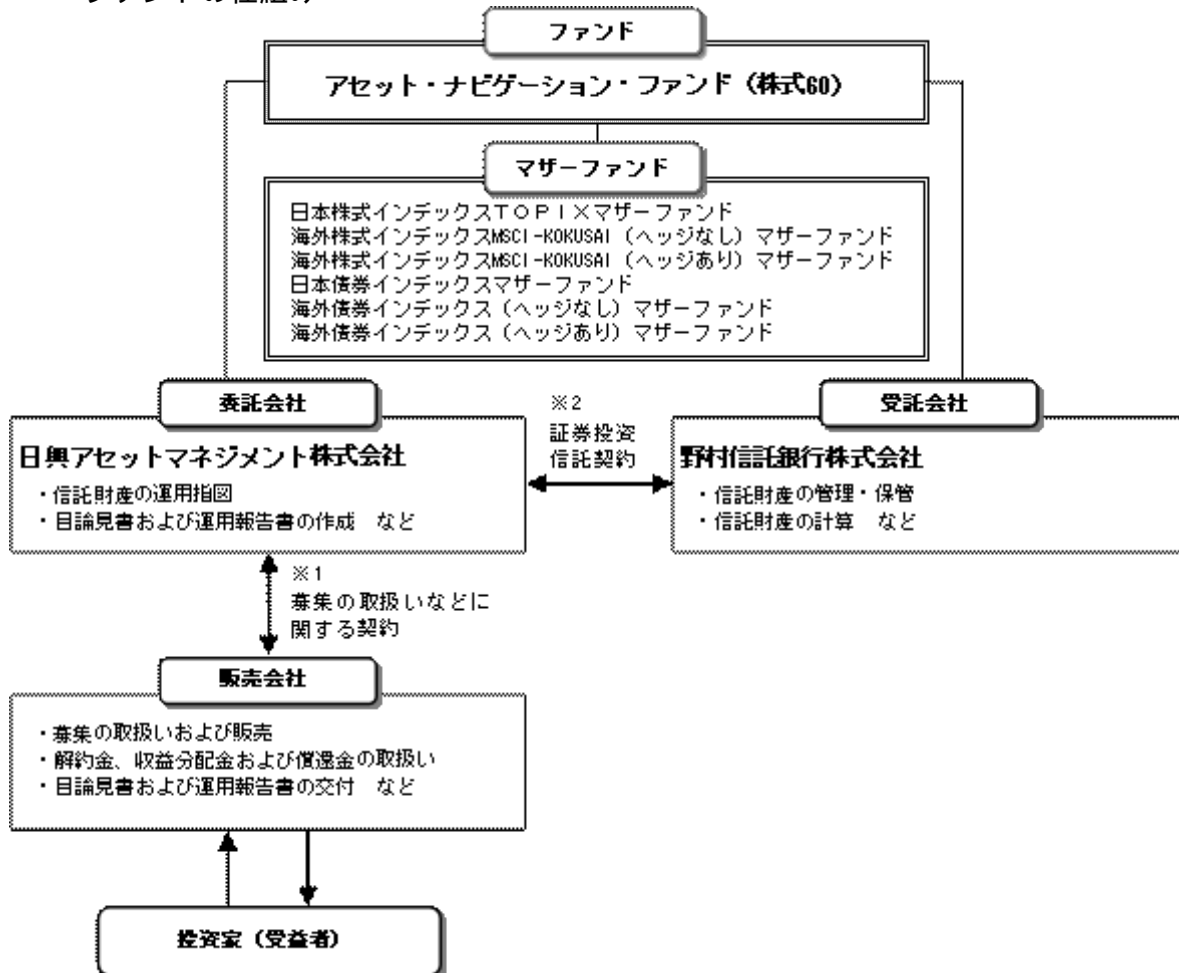 ファンドの仕組み
ファンド
アセット・ナビゲーション・ファンド（株式60）
マザーファンド
日本株式インデックスＴＯＰＩＸマザーファンド
海外株式インデックスMSCI-KOKUSAI（ヘッジなし）マザーファンド
海外株式インデックスMSCI-KOKUSAI（ヘッジあり）マザーファンド
日本債券インデックスマザーファンド
海外債券インデックス（ヘッジなし）マザーファンド
海外債券インデックス（ヘッジあり）マザーファンド
委託会社
日興アセットマネジメント株式会社
・信託財産の運用指図
・目論見書および運用報告書の作成　など
※２
証券投資
信託契約
受託会社
野村信託銀行株式会社
・信託財産の管理・保管
・信託財産の計算　など
※１
募集の取扱いなどに
関する契約
販売会社
・募集の取扱いおよび販売
・解約金、収益分配金および償還金の取扱い
・目論見書および運用報告書の交付　など
投資家（受益者）